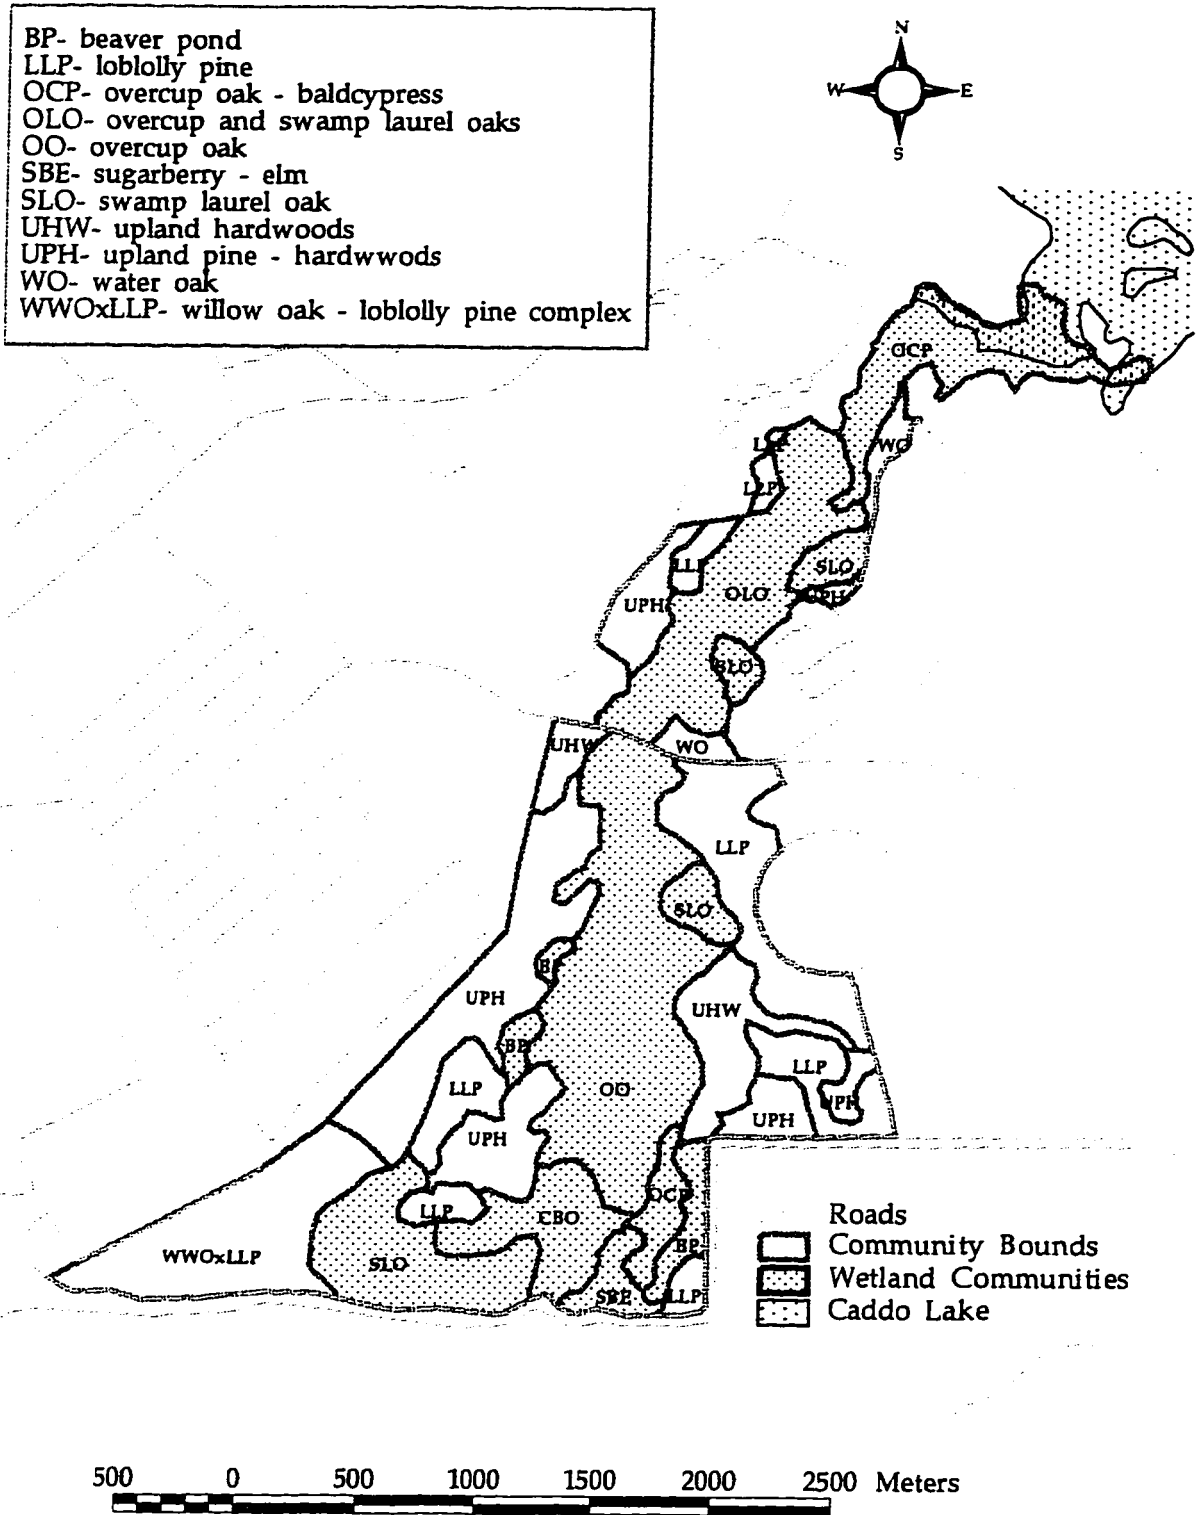 BP- beaver pond
LLP- loblolly pine
OCP- overcup oak - baldcypress
OLO- overcup and swamp laurel oaks
OO- overcup oak
SBE- sugarberry - elm
SLO- swamp laurel oak
UHW- upland hardwoods
UPH- upland pine - hardwwods
WO- water oak
WWOxLLP- willow oak - loblolly pine complex
N
W E
S
OCP
WO
LLP
LLP
SLO
UPH
OLO
UPH
SLO
UHW
WO
LLP
SLO
UPH
UHW
BP
LLP
LLP
OO
UPH
UPH
UPH
OCP
LLP
CBO
BP
WWOxLLP
SLO
SBE
LLP
Roads
Community Bounds
Wetland Communities
Caddo Lake
500 0 500 1000 1500 2000 2500 Meters